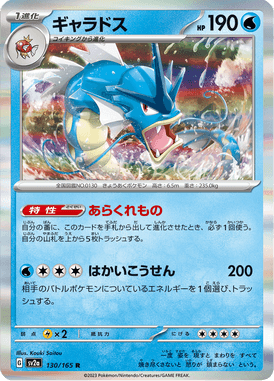 1進化
ギャラドス
HP 190
コイキングから進化
全国図鑑No.0130 きょうあくポケモン 高さ:6.5m 重さ:235.0kg
特性 あらくれもの
自分の番に、このカードを手札から出して進化させたとき、必ず1回使う。
自分の山札を上から5枚トラッシュする。
はかいこうせん 200
相手のバトルポケモンについているエネルギーを1個選び、トラッシュする。
弱点 ×2 抵抗力 にげる
Illus. Kouki Saitou
sv2a 130/165 R
©2023 Pokémon/Nintendo/Creatures/GAME FREAK.